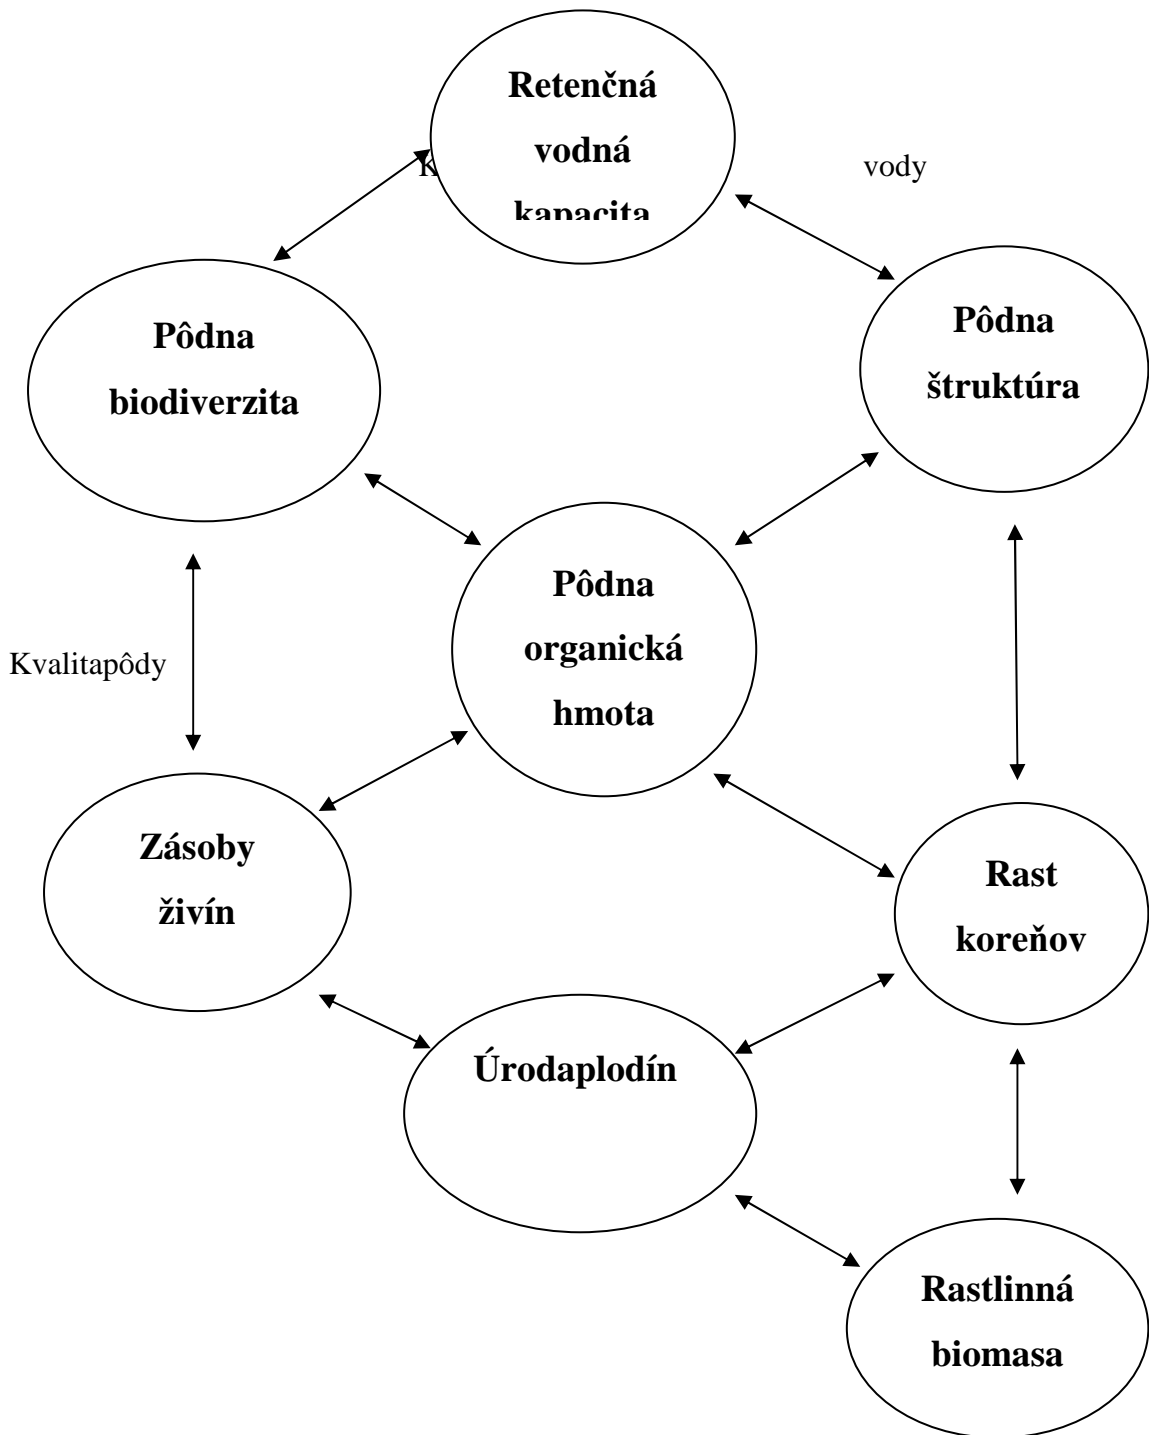 Retenčná
vodná
kapacita
vody
Pôdna
biodiverzita
Pôdna
štruktúra
Pôdna
organická
hmota
Kvalitapôdy
Zásoby
živín
Rast
koreňov
Úrodaplodín
Rastlinná
biomasa